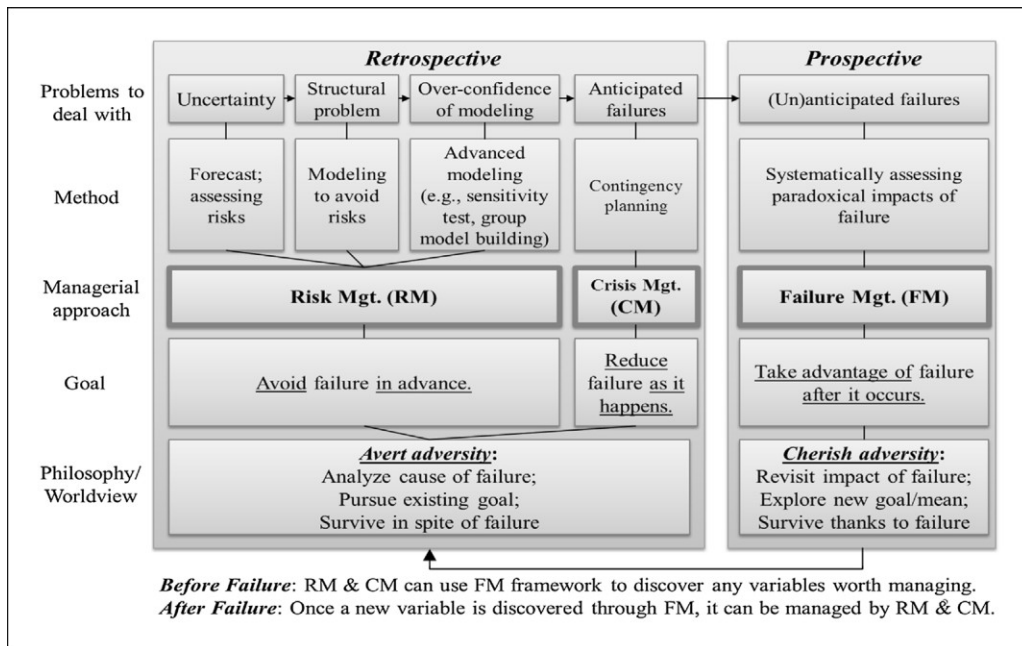 Retrospective
Prospective
Problems to
deal with
Uncertainty
Structural
problem
Over-confidence
of modeling
Anticipated
failures
(Un)anticipated failures
Method
Forecast;
assessing
risks
Modeling
to avoid
risks
Advanced
modeling
(e.g., sensitivity
test, group
model building)
Contingency
planning
Systematically assessing
paradoxical impacts of
failure
Managerial
approach
Risk Mgt. (RM)
Crisis Mgt.
(CM)
Failure Mgt. (FM)
Goal
Avoid failure in advance.
Reduce
failure as it
happens.
Take advantage of failure
after it occurs.
Philosophy/
Worldview
Avert adversity:
Analyze cause of failure;
Pursue existing goal;
Survive in spite of failure
Cherish adversity:
Revisit impact of failure;
Explore new goal/mean;
Survive thanks to failure
Before Failure: RM & CM can use FM framework to discover any variables worth managing.
After Failure: Once a new variable is discovered through FM, it can be managed by RM & CM.